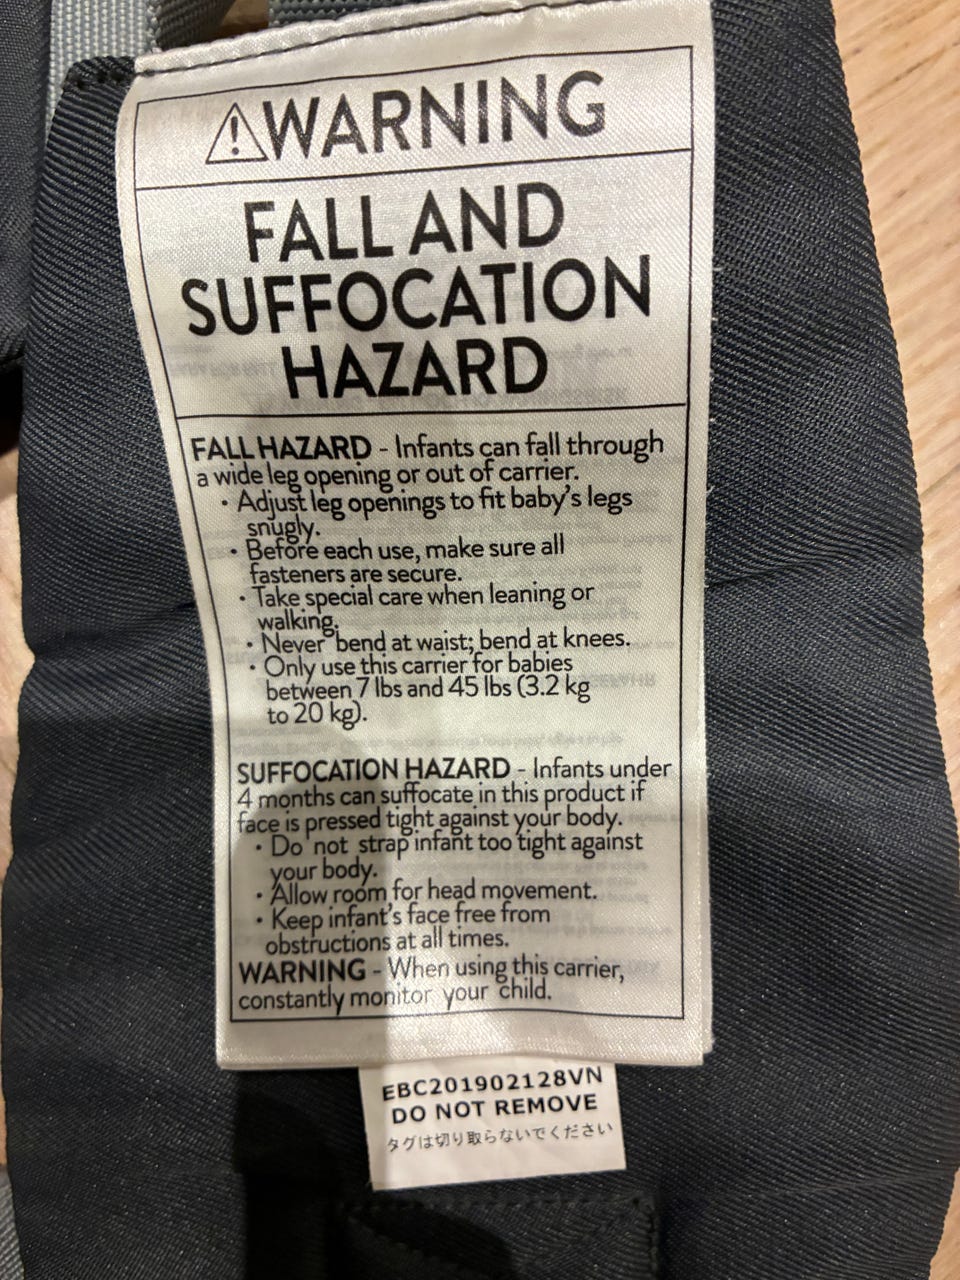 ⚠WARNING
FALL AND
SUFFOCATION
HAZARD
FALL HAZARD - Infants can fall through
a wide leg opening or out of carrier.
• Adjust leg openings to fit baby's legs
snugly.
• Before each use, make sure all
fasteners are secure.
• Take special care when leaning or
walking.
• Never bend at waist; bend at knees.
• Only use this carrier for babies
between 7 lbs and 45 lbs (3.2 kg
to 20 kg).
SUFFOCATION HAZARD - Infants under
4 months can suffocate in this product if
face is pressed tight against your body.
• Do not strap infant too tight against
your body.
• Allow room for head movement.
• Keep infant's face free from
obstructions at all times.
WARNING - When using this carrier,
constantly monitor your child.
EBC201902128VN
DO NOT REMOVE
タグは切り取らないでください